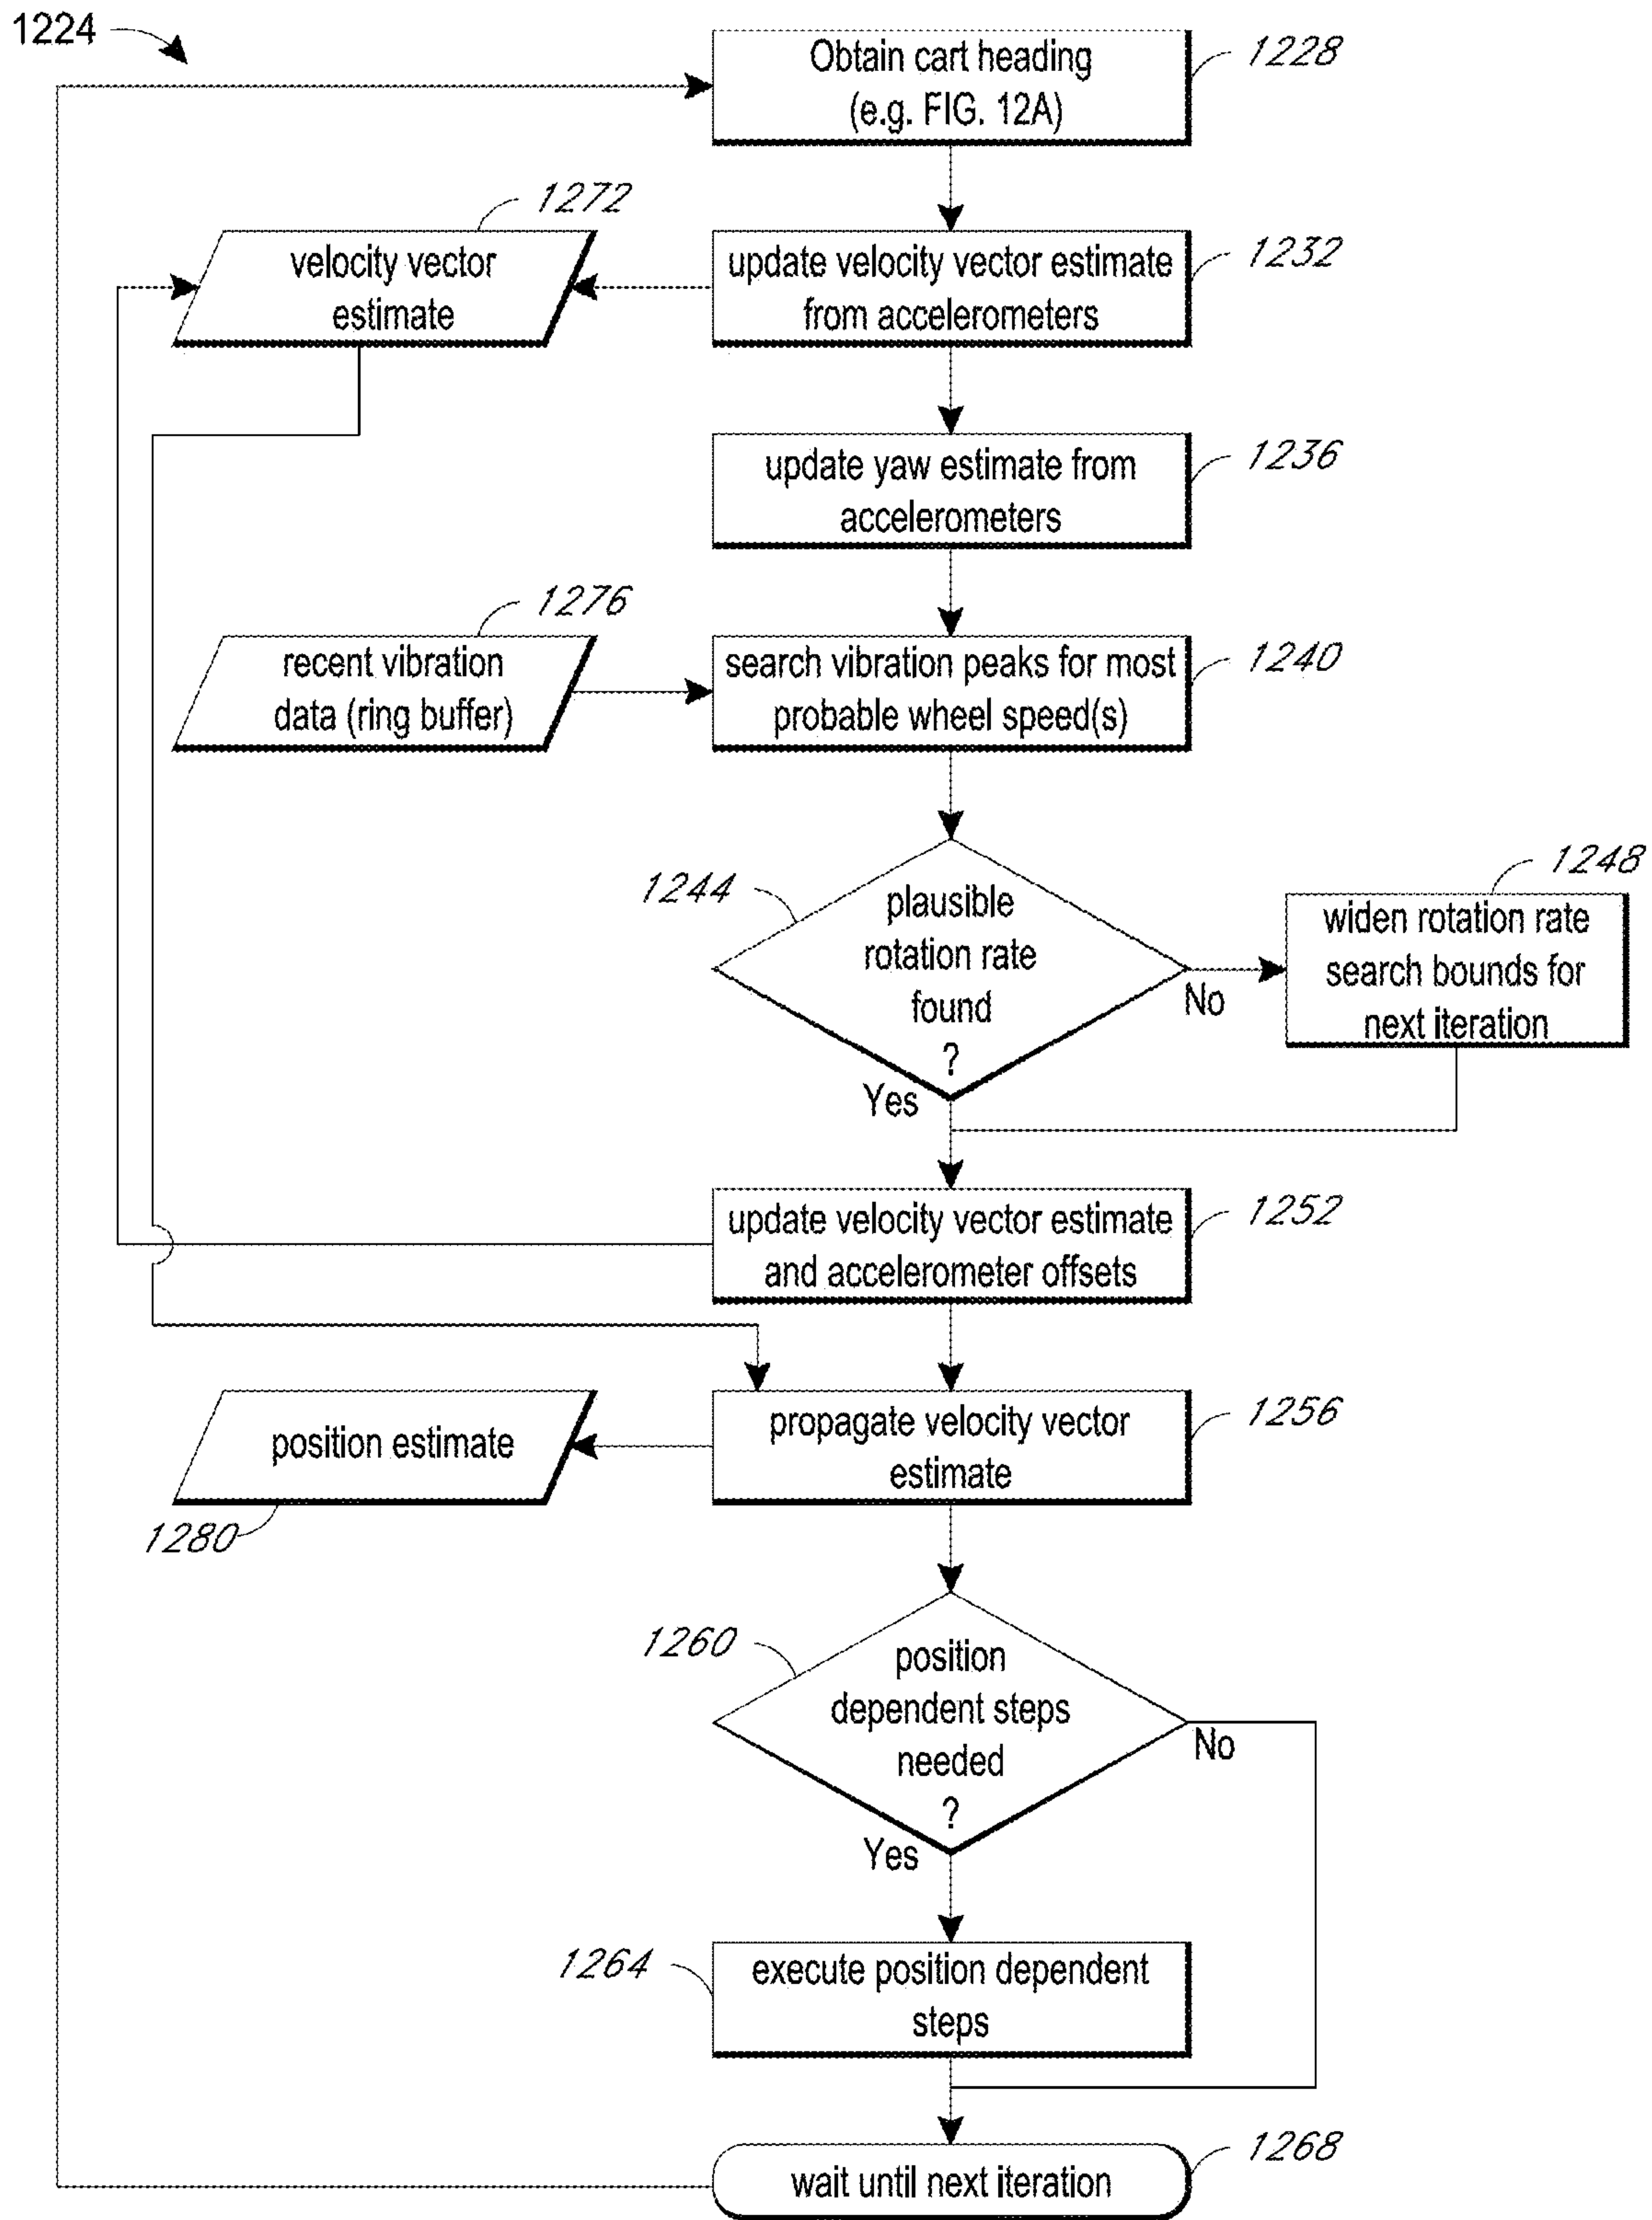 1224
Obtain cart heading
(e.g. FIG. 12A)
1228
1272
velocity vector
estimate
update velocity vector estimate
from accelerometers
1232
update yaw estimate from
accelerometers
1236
1276
recent vibration
data (ring buffer)
search vibration peaks for most
probable wheel speed(s)
1240
1244
plausible
rotation rate
found
?
No
Yes
1248
widen rotation rate
search bounds for
next iteration
update velocity vector estimate
and accelerometer offsets
1252
position estimate
1280
propagate velocity vector
estimate
1256
1260
position
dependent steps
needed
?
No
Yes
1264
execute position dependent
steps
wait until next iteration
1268